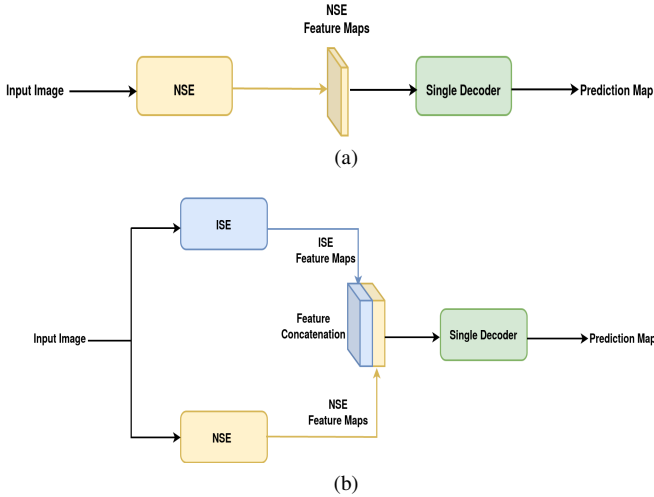 NSE
Feature Maps
Input Image
NSE
Single Decoder
Prediction Map
(a)
ISE
ISE
Feature Maps
Feature
Concatenation
Input Image
Single Decoder
Prediction Map
NSE
Feature Maps
NSE
(b)